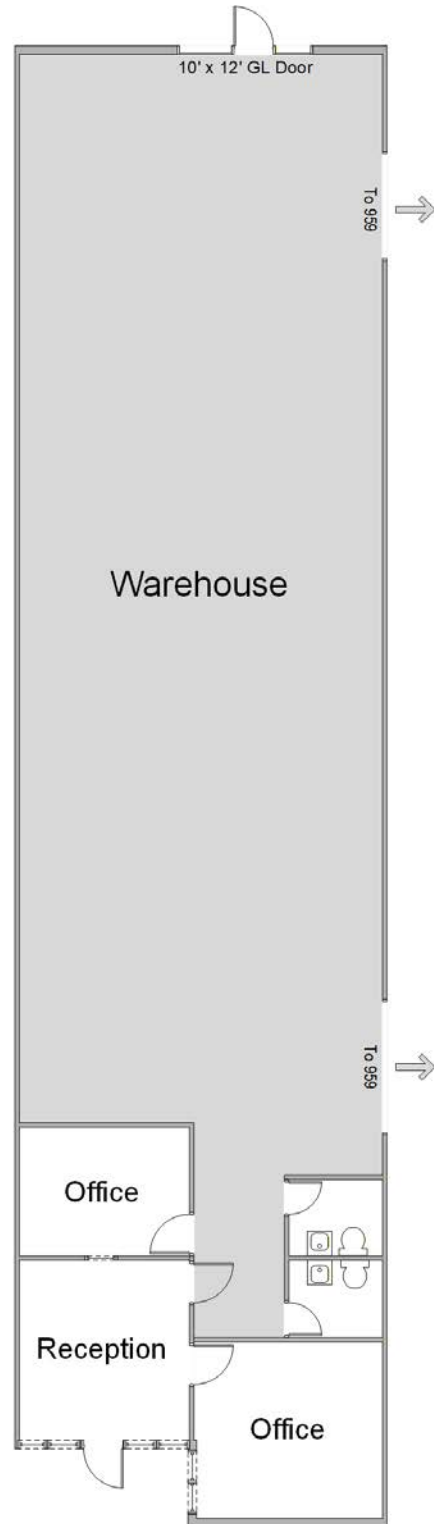 10' x 12' GL Door
To 959
Warehouse
To 959
Office
Reception
Office